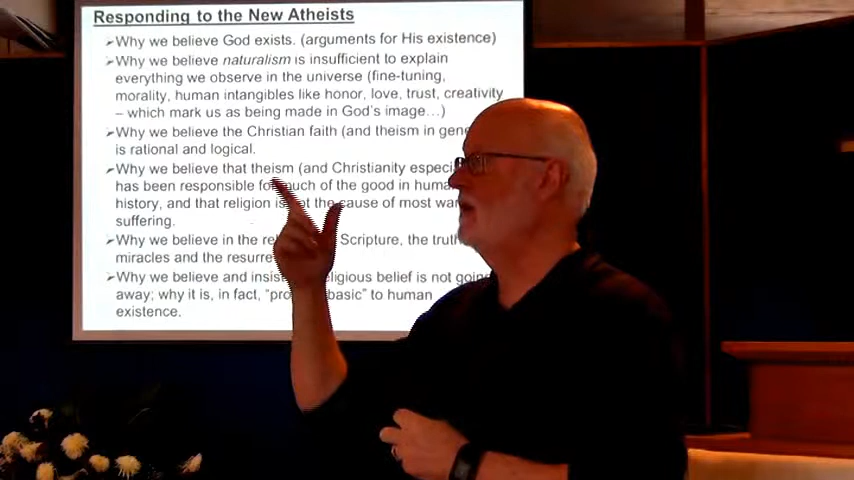 Responding to the New Atheists
➢Why we believe God exists. (arguments for His existence)
➢Why we believe naturalism is insufficient to explain
everything we observe in the universe (fine-tuning,
morality, human intangibles like honor, love, trust, creativity
– which mark us as being made in God's image…)
➢Why we believe the Christian faith (and theism in gene
is rational and logical.
➢Why we believe that theism (and Christianity especi
has been responsible fo much of the good in huma
history, and that religion is the cause of most war
suffering.
➢Why we believe in the re Scripture, the truth
miracles and the resurre
➢Why we believe and insis eligious belief is not going
away; why it is, in fact, "pro basic" to human
existence.